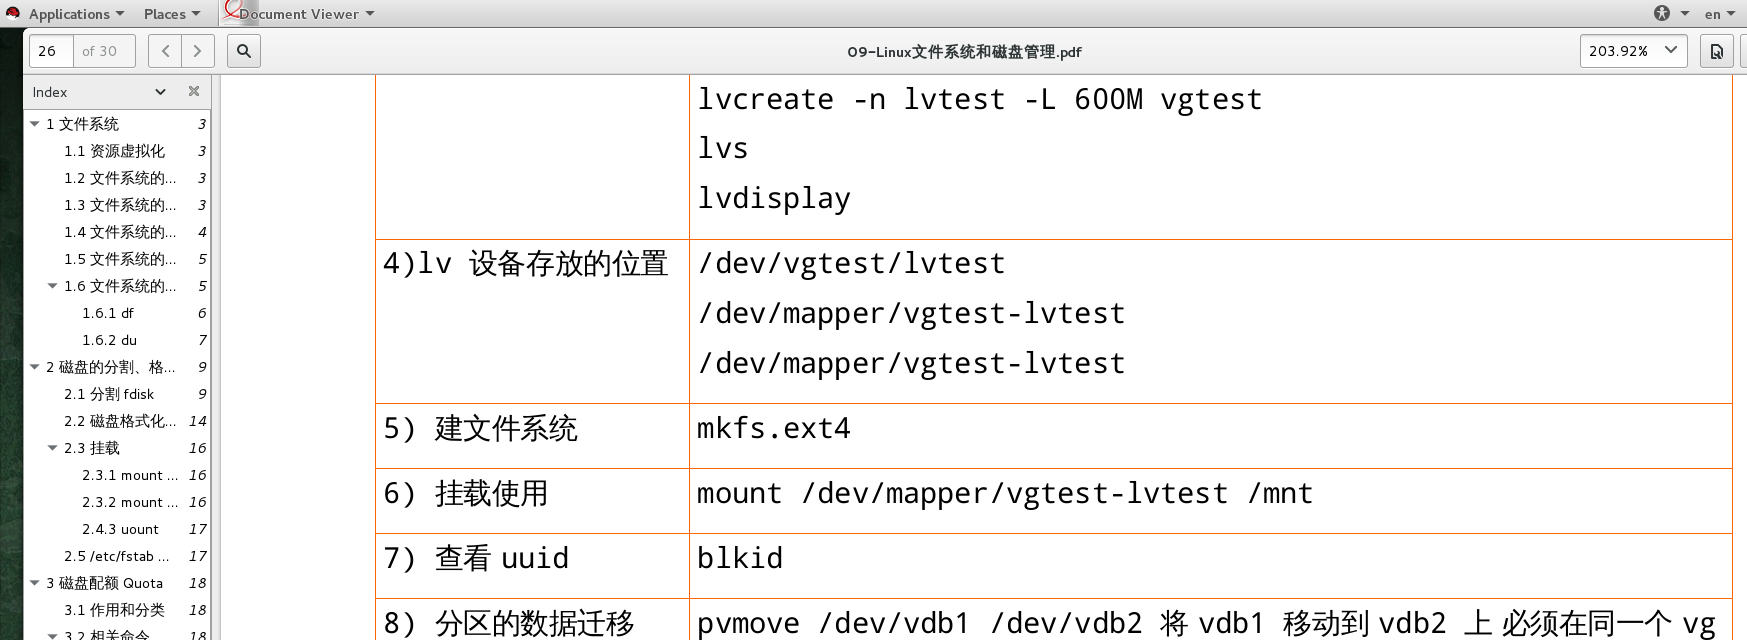 Applications Places Document Viewer en
26 of 30 09-Linux文件系统和磁盘管理.pdf 203.92%
Index
1 文件系统 3
1.1 资源虚拟化 3
1.2 文件系统的... 3
1.3 文件系统的... 3
1.4 文件系统的... 4
1.5 文件系统的... 5
1.6 文件系统的... 5
1.6.1 df 6
1.6.2 du 7
2 磁盘的分割、格... 9
2.1 分割 fdisk 9
2.2 磁盘格式化... 14
2.3 挂载 16
2.3.1 mount ... 16
2.3.2 mount ... 16
2.4.3 uount 17
2.5 /etc/fstab ... 17
3 磁盘配额 Quota 18
3.1 作用和分类 18
3.2 相关命令 18
lvcreate -n lvtest -L 600M vgtest
lvs
lvdisplay
4)lv 设备存放的位置 /dev/vgtest/lvtest
/dev/mapper/vgtest-lvtest
/dev/mapper/vgtest-lvtest
5) 建文件系统 mkfs.ext4
6) 挂载使用 mount /dev/mapper/vgtest-lvtest /mnt
7) 查看 uuid blkid
8) 分区的数据迁移 pvmove /dev/vdb1 /dev/vdb2 将 vdb1 移动到 vdb2 上 必须在同一个 vg